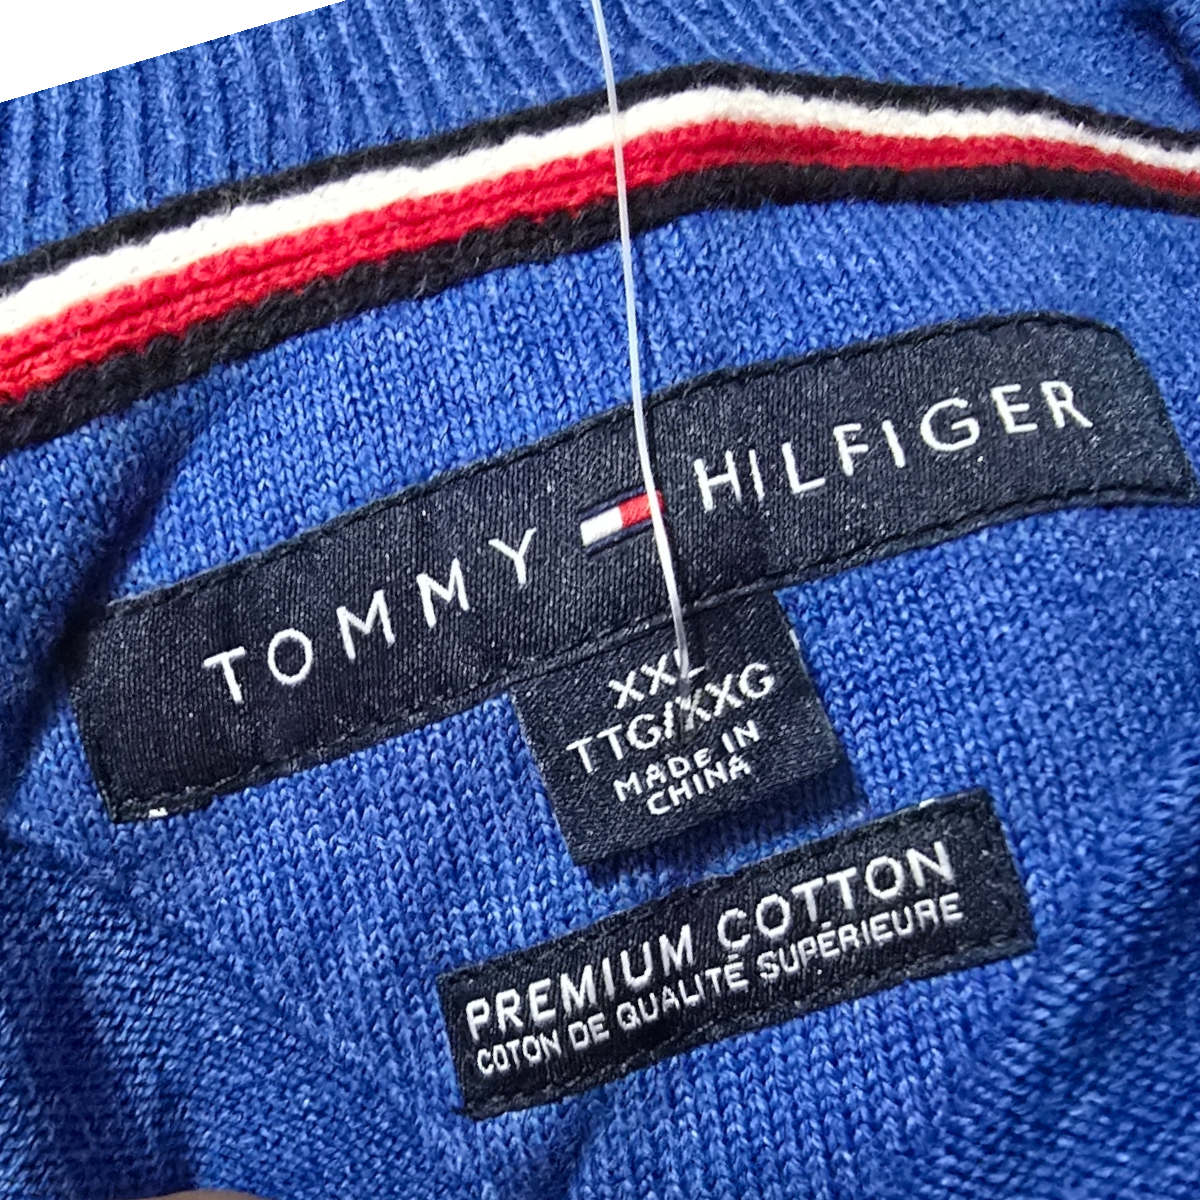 TOMMY HILFIGER
XXL
TTG/XXG
MADE IN
CHINA
PREMIUM COTTON
COTON DE QUALITÉ SUPÉRIEURE